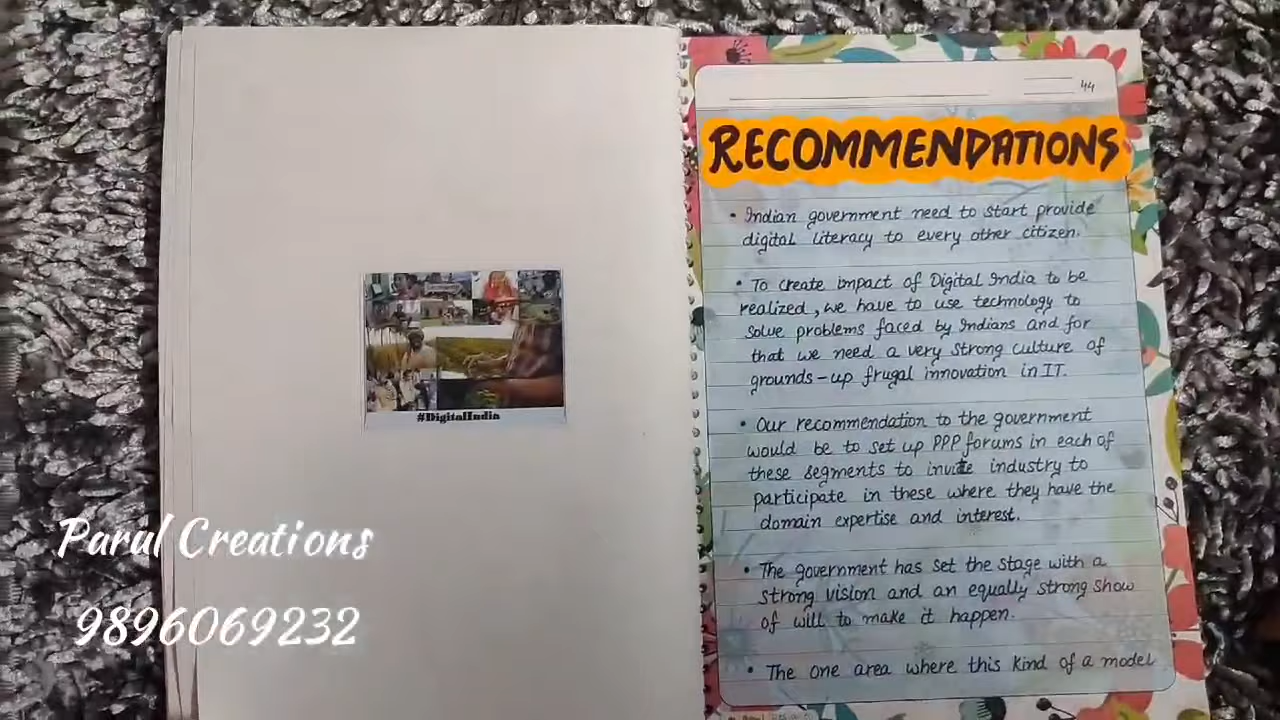 #DigitalIndia
Parul Creations
9896069232
44
RECOMMENDATIONS
• Indian government need to start provide
digital literacy to every other citizen.
• To create impact of Digital India to be
realized, we have to use technology to
solve problems faced by Indians and for
that we need a very strong culture of
grounds-up frugal innovation in IT.
• Our recommendation to the government
would be to set up PPP forums in each of
these segments to invite industry to
participate in these where they have the
domain expertise and interest.
• The government has set the stage with a
strong vision and an equally strong show
of will to make it happen.
• The one area where this kind of a model